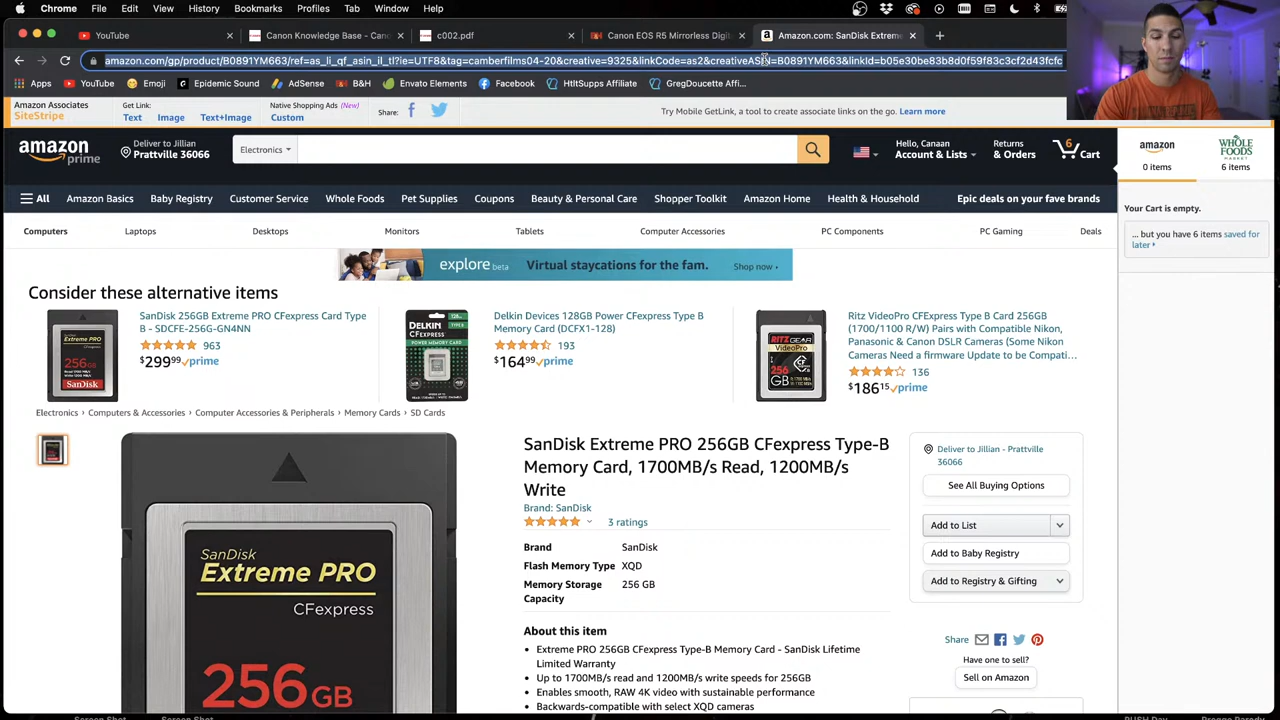 Chrome File Edit View History Bookmarks Profiles Tab Window Help
YouTube
Canon Knowledge Base - Can
c002.pdf
Canon EOS R5 Mirrorless Digit
Amazon.com: SanDisk Extreme
amazon.com/gp/product/B0891YM663/ref=as_li_qf_asin_il_tl?ie=UTF8&tag=camberfilms04-20&creative=9325&linkCode=as2&creativeASIN=B0891YM663&linkId=b05e30be83b8d0f59f83c3cf2d43fcfc
Apps YouTube Emoji Epidemic Sound AdSense B&H Envato Elements Facebook HtltSupps Affiliate GregDoucette Affi...
Amazon Associates
SiteStripe
Get Link:
Text Image Text+Image
Native Shopping Ads (New)
Custom
Share:
Try Mobile GetLink, a tool to create associate links on the go. Learn more
amazon
prime
Deliver to Jillian
Prattville 36066
Electronics
Hello, Canaan
Account & Lists
Returns
& Orders
6
Cart
All Amazon Basics Baby Registry Customer Service Whole Foods Pet Supplies Coupons Beauty & Personal Care Shopper Toolkit Amazon Home Health & Household Epic deals on your fave brands
Computers Laptops Desktops Monitors Tablets Computer Accessories PC Components PC Gaming Deals
explore beta Virtual staycations for the fam. Shop now ›
Consider these alternative items
SanDisk 256GB Extreme PRO CFexpress Card Type
B - SDCFE-256G-GN4NN
963
$299.99 prime
Delkin Devices 128GB Power CFexpress Type B
Memory Card (DCFX1-128)
193
$164.99 prime
Ritz VideoPro CFexpress Type B Card 256GB
(1700/1100 R/W) Pairs with Compatible Nikon,
Panasonic & Canon DSLR Cameras (Some Nikon
Cameras Need a firmware Update to be Compati...
136
$186.15 prime
Electronics › Computers & Accessories › Computer Accessories & Peripherals › Memory Cards › SD Cards
SanDisk
Extreme PRO
CFexpress
256GB
SanDisk Extreme PRO 256GB CFexpress Type-B
Memory Card, 1700MB/s Read, 1200MB/s
Write
Brand: SanDisk
3 ratings
Brand SanDisk
Flash Memory Type XQD
Memory Storage 256 GB
Capacity
About this item
• Extreme PRO 256GB CFexpress Type-B Memory Card - SanDisk Lifetime
Limited Warranty
• Up to 1700MB/s read and 1200MB/s write speeds for 256GB
• Enables smooth, RAW 4K video with sustainable performance
• Backwards-compatible with select XQD cameras
Deliver to Jillian - Prattville
36066
See All Buying Options
Add to List
Add to Baby Registry
Add to Registry & Gifting
Share
Have one to sell?
Sell on Amazon
amazon
0 items
WHOLE
FOODS
MARKET
6 items
Your Cart is empty.
... but you have 6 items saved for
later ›